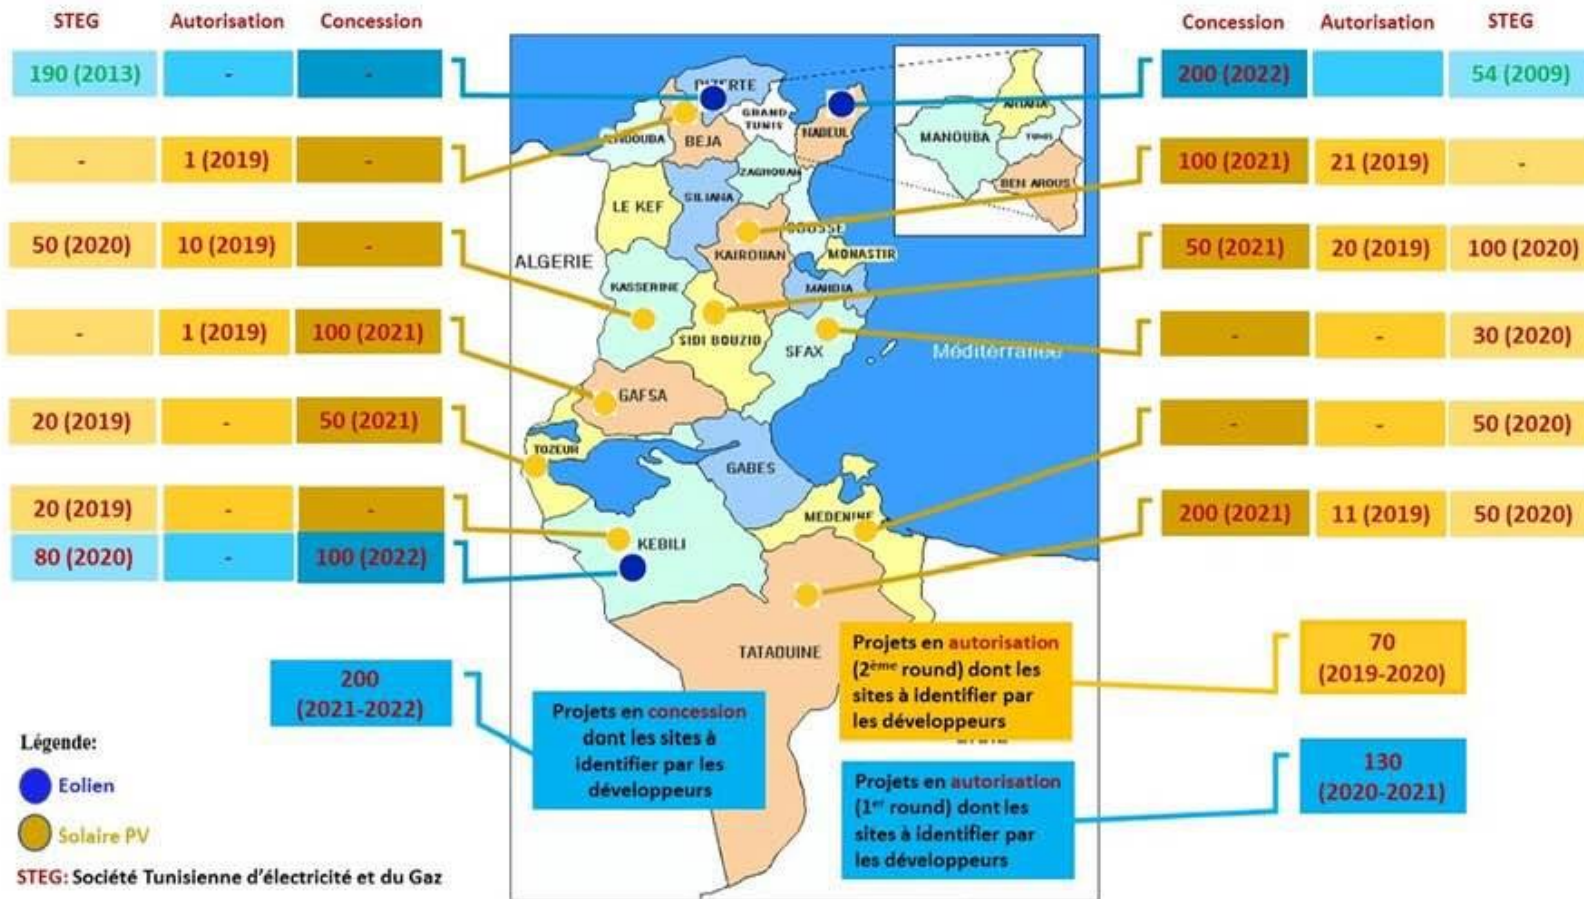 STEG Autorisation Concession
190 (2013) - -
- 1 (2019) -
50 (2020) 10 (2019) -
- 1 (2019) 100 (2021)
20 (2019) - 50 (2021)
20 (2019) - -
80 (2020) - 100 (2022)
Concession Autorisation STEG
200 (2022) 54 (2009)
100 (2021) 21 (2019) -
50 (2021) 20 (2019) 100 (2020)
- - 30 (2020)
- - 50 (2020)
200 (2021) 11 (2019) 50 (2020)
GRAND
TUNIS
NABEUL
BEJA
ZAGHOUAN
SILIANA
LE KEF
KAIROUAN
MONASTIR
ALGERIE
KASSERINE
MAHDIA
SIDI BOUZID
SFAX
Méditerranée
GAFSA
TOZEUR
GABES
MEDENINE
KEBILI
TATAOUINE
MANOUBA
BEN AROUS
200
(2021-2022)
Projets en concession
dont les sites à
identifier par les
développeurs
Projets en autorisation
(2ème round) dont les
sites à identifier par
les développeurs
70
(2019-2020)
Projets en autorisation
(1er round) dont les
sites à identifier par
les développeurs
130
(2020-2021)
Légende:
Eolien
Solaire PV
STEG: Société Tunisienne d'électricité et du Gaz